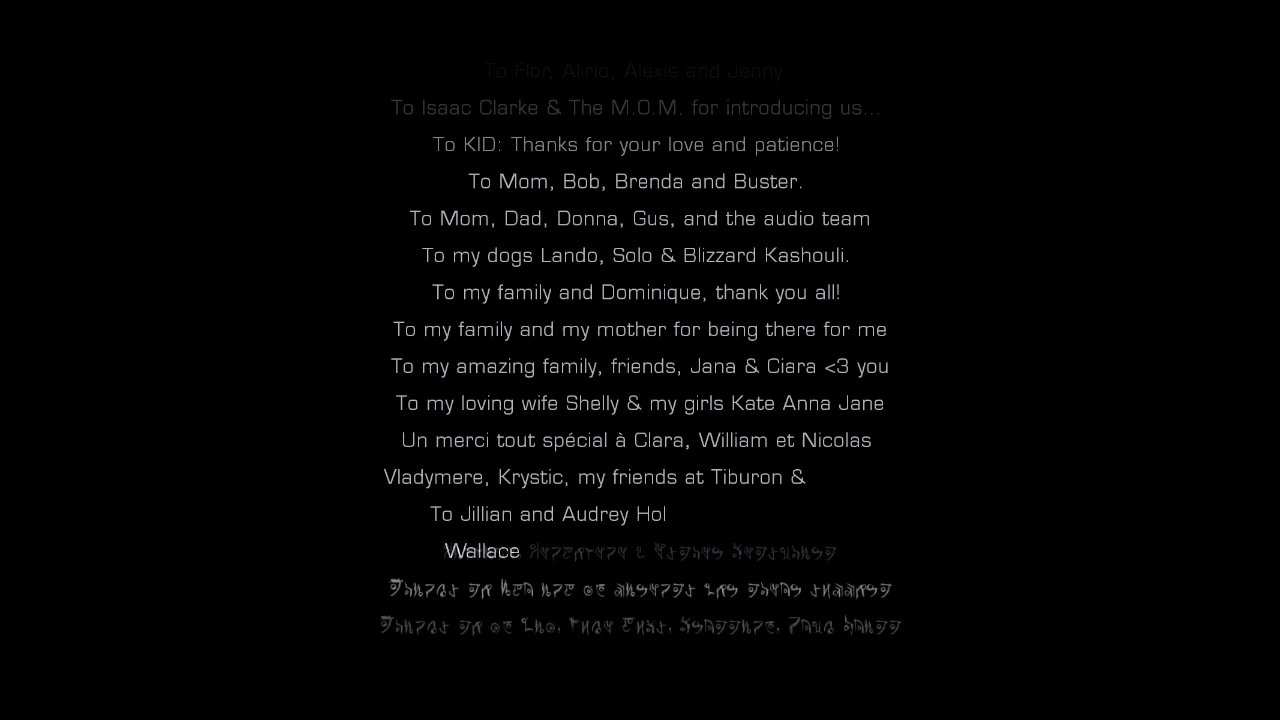 To Flor, Alirio, Alexis and Jenny
To Isaac Clarke & The M.O.M. for introducing us...
To KID: Thanks for your love and patience!
To Mom, Bob, Brenda and Buster.
To Mom, Dad, Donna, Gus, and the audio team
To my dogs Lando, Solo & Blizzard Kashouli.
To my family and Dominique, thank you all!
To my family and my mother for being there for me
To my amazing family, friends, Jana & Ciara <3 you
To my loving wife Shelly & my girls Kate Anna Jane
Un merci tout spécial à Clara, William et Nicolas
Vladymere, Krystic, my friends at Tiburon &
To Jillian and Audrey Hol
Wallace